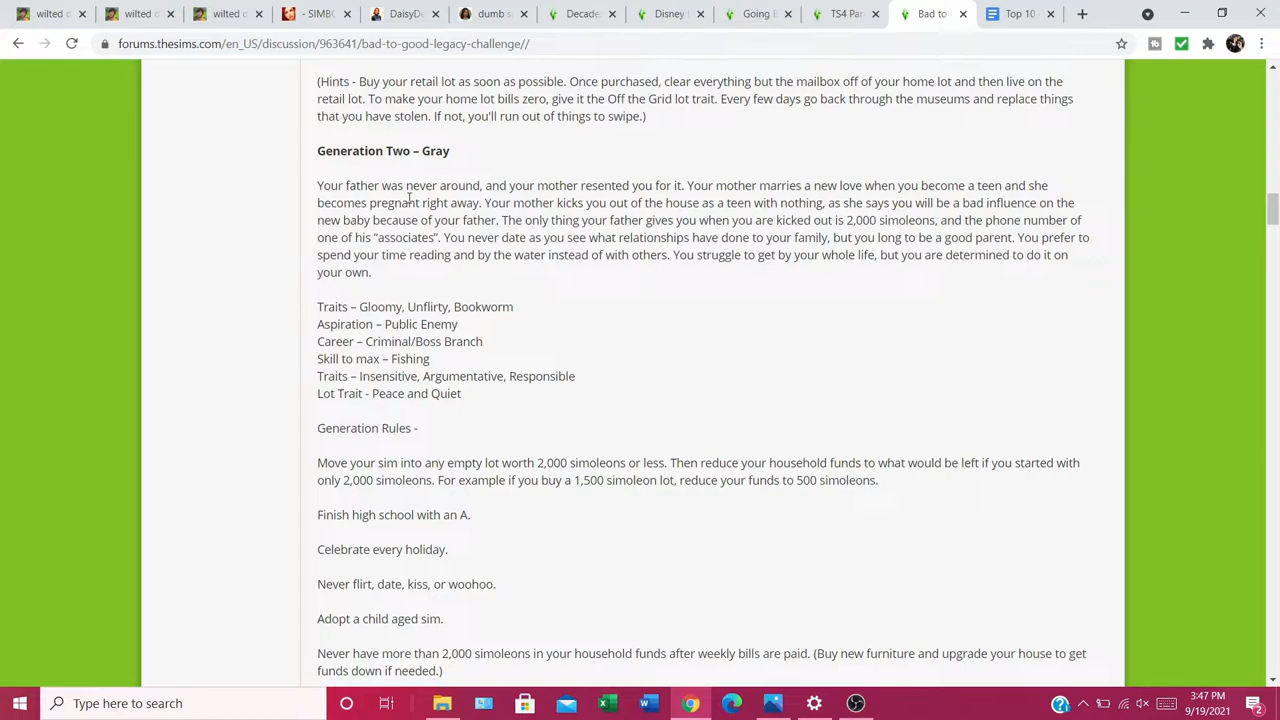 wilted d
wilted d
wilted d
- SIMBO
DaisyDe
dumb s
Decade
Disney
Going B
TS4 Par
Bad to
Top 10
forums.thesims.com/en_US/discussion/963641/bad-to-good-legacy-challenge//
(Hints - Buy your retail lot as soon as possible. Once purchased, clear everything but the mailbox off of your home lot and then live on the
retail lot. To make your home lot bills zero, give it the Off the Grid lot trait. Every few days go back through the museums and replace things
that you have stolen. If not, you'll run out of things to swipe.)
Generation Two – Gray
Your father was never around, and your mother resented you for it. Your mother marries a new love when you become a teen and she
becomes pregnant right away. Your mother kicks you out of the house as a teen with nothing, as she says you will be a bad influence on the
new baby because of your father. The only thing your father gives you when you are kicked out is 2,000 simoleons, and the phone number of
one of his “associates”. You never date as you see what relationships have done to your family, but you long to be a good parent. You prefer to
spend your time reading and by the water instead of with others. You struggle to get by your whole life, but you are determined to do it on
your own.
Traits – Gloomy, Unflirty, Bookworm
Aspiration – Public Enemy
Career – Criminal/Boss Branch
Skill to max – Fishing
Traits – Insensitive, Argumentative, Responsible
Lot Trait - Peace and Quiet
Generation Rules -
Move your sim into any empty lot worth 2,000 simoleons or less. Then reduce your household funds to what would be left if you started with
only 2,000 simoleons. For example if you buy a 1,500 simoleon lot, reduce your funds to 500 simoleons.
Finish high school with an A.
Celebrate every holiday.
Never flirt, date, kiss, or woohoo.
Adopt a child aged sim.
Never have more than 2,000 simoleons in your household funds after weekly bills are paid. (Buy new furniture and upgrade your house to get
funds down if needed.)
Type here to search
3:47 PM
9/19/2021
2